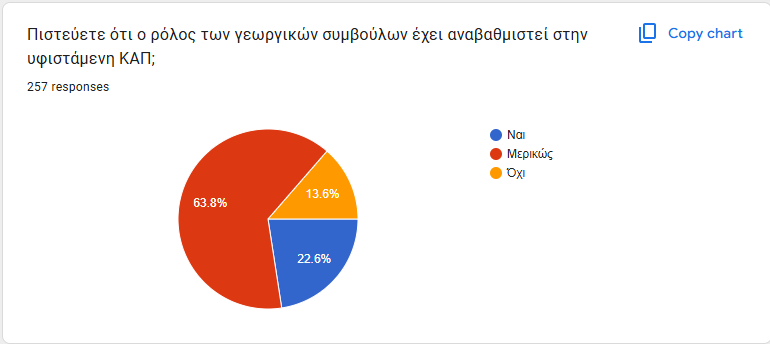 Πιστεύετε ότι ο ρόλος των γεωργικών συμβούλων έχει αναβαθμιστεί στην
υφιστάμενη ΚΑΠ;
Copy chart
257 responses
Ναι
Μερικώς
Όχι
63.8%
13.6%
22.6%